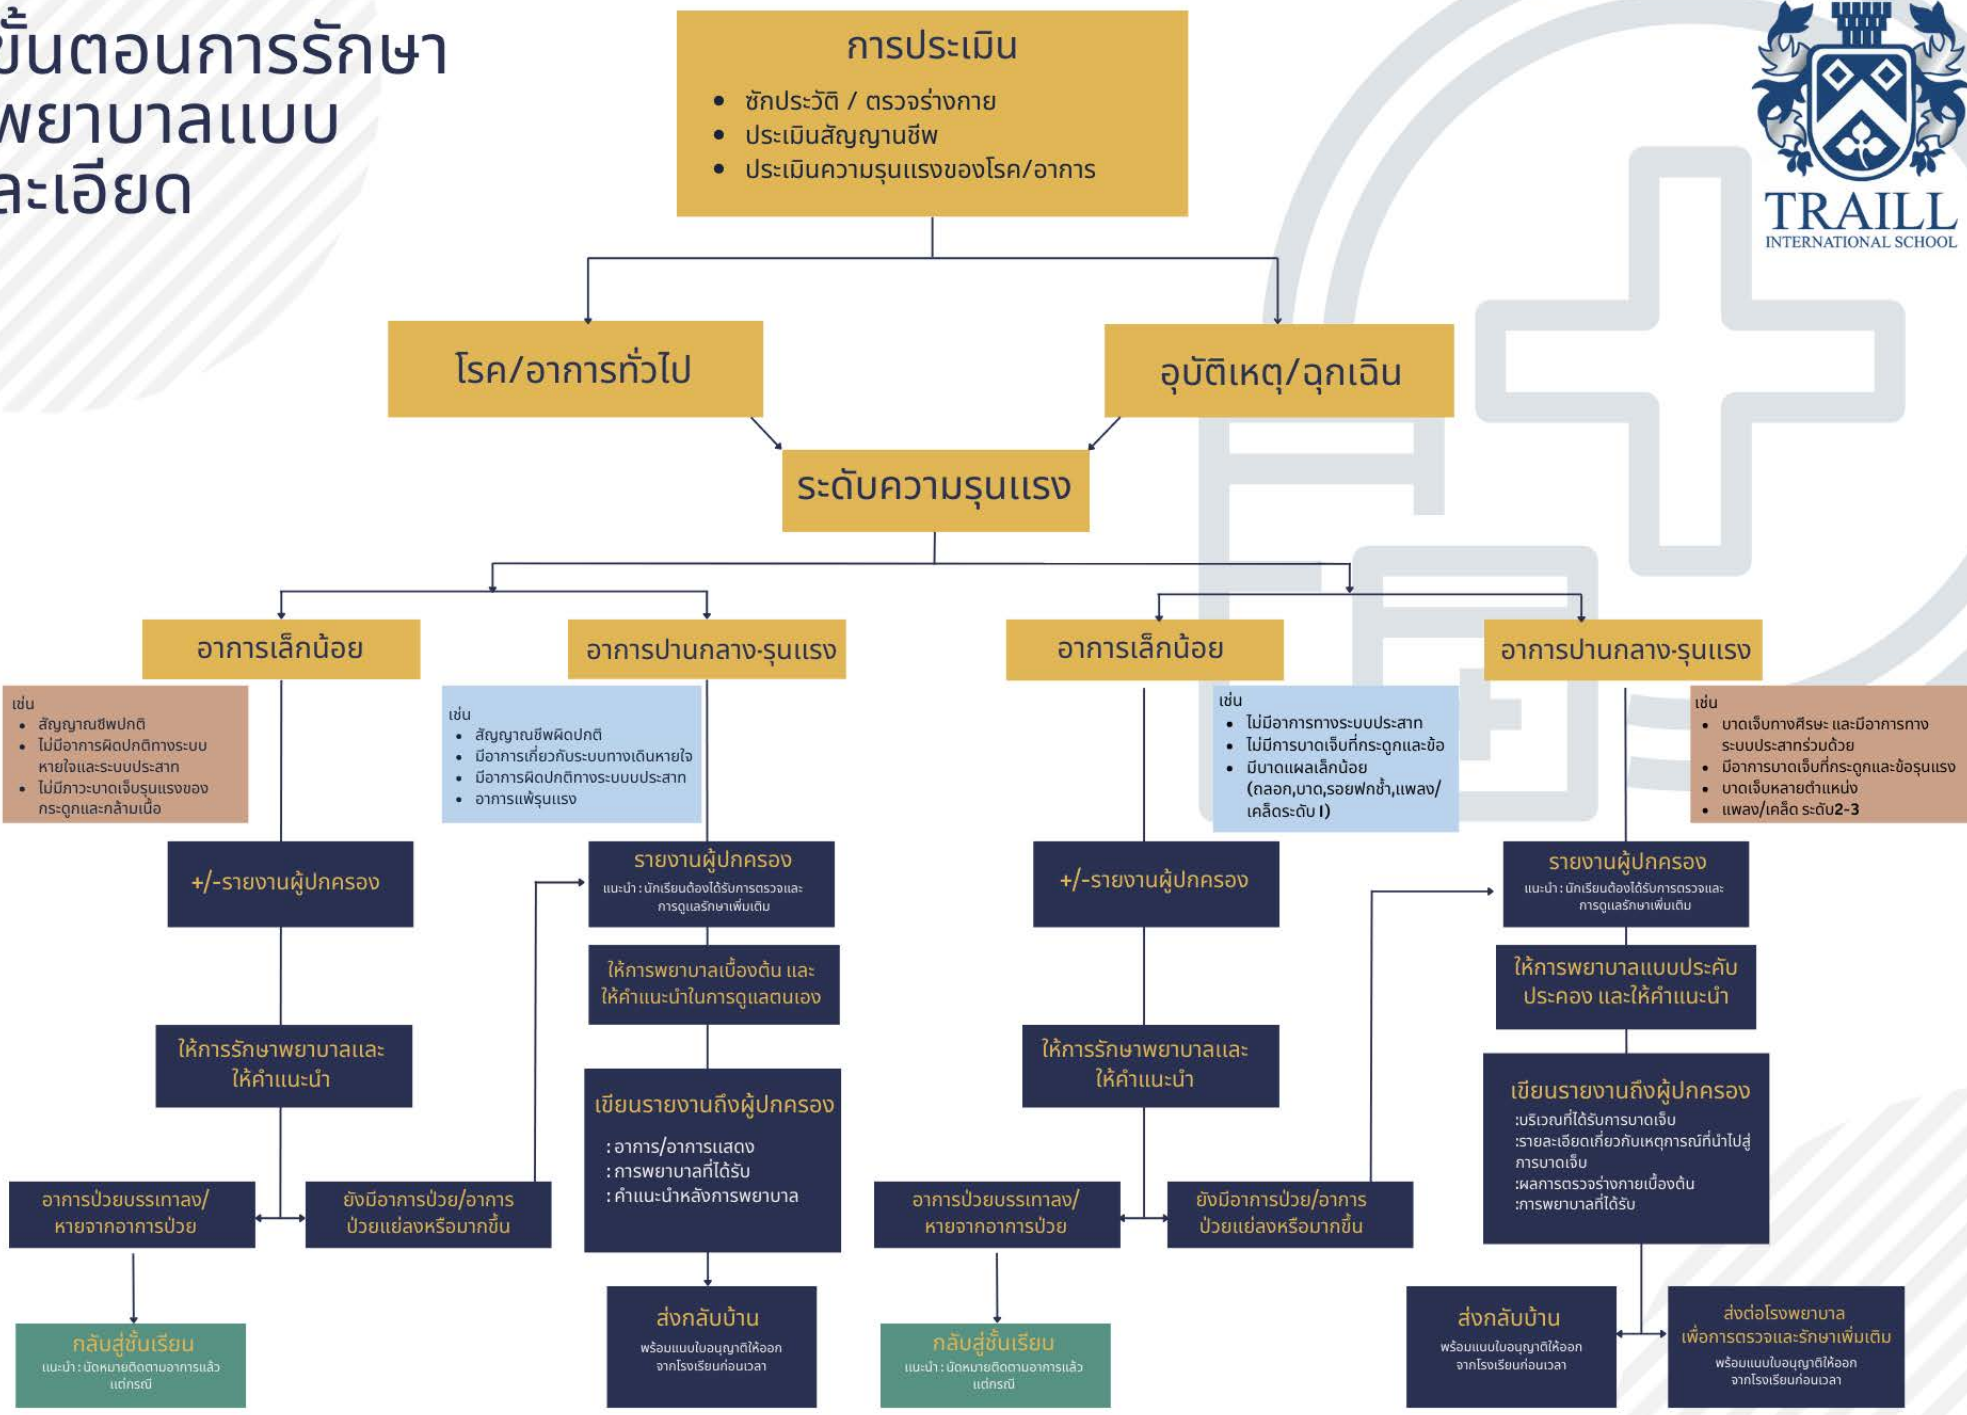 ขั้นตอนการรักษา
พยาบาลแบบ
ละเอียด
การประเมิน
• ซักประวัติ / ตรวจร่างกาย
• ประเมินสัญญานชีพ
• ประเมินความรุนแรงของโรค/อาการ
TRAILL
INTERNATIONAL SCHOOL
โรค/อาการทั่วไป
อุบัติเหตุ/ฉุกเฉิน
ระดับความรุนแรง
อาการเล็กน้อย
อาการปานกลาง-รุนแรง
อาการเล็กน้อย
อาการปานกลาง-รุนแรง
เช่น
• สัญญาณชีพปกติ
• ไม่มีอาการผิดปกติทางระบบ
หายใจและระบบประสาท
• ไม่มีภาวะบาดเจ็บรุนแรงของ
กระดูกและกล้ามเนื้อ
เช่น
• สัญญาณชีพผิดปกติ
• มีอาการเกี่ยวกับระบบทางเดินหายใจ
• มีอาการผิดปกติทางระบบบประสาท
• อาการแพ้รุนแรง
เช่น
• ไม่มีอาการทางระบบประสาท
• ไม่มีการบาดเจ็บที่กระดูกและข้อ
• มีบาดแผลเล็กน้อย
(ถลอก,บาด,รอยฟกช้ำ,แพลง/
เคล็ดระดับ I)
เช่น
• บาดเจ็บทางศีรษะ และมีอาการทาง
ระบบประสาทร่วมด้วย
• มีอาการบาดเจ็บที่กระดูกและข้อรุนแรง
• บาดเจ็บหลายตำแหน่ง
• แพลง/เคล็ด ระดับ2-3
+/-รายงานผู้ปกครอง
รายงานผู้ปกครอง
แนะนำ : นักเรียนต้องได้รับการตรวจและ
การดูแลรักษาเพิ่มเติม
+/-รายงานผู้ปกครอง
รายงานผู้ปกครอง
แนะนำ : นักเรียนต้องได้รับการตรวจและ
การดูแลรักษาเพิ่มเติม
ให้การพยาบาลเบื้องต้น และ
ให้คำแนะนำในการดูแลตนเอง
ให้การพยาบาลแบบประคับ
ประคอง และให้คำแนะนำ
ให้การรักษาพยาบาลและ
ให้คำแนะนำ
ให้การรักษาพยาบาลและ
ให้คำแนะนำ
เขียนรายงานถึงผู้ปกครอง
: อาการ/อาการแสดง
: การพยาบาลที่ได้รับ
: คำแนะนำหลังการพยาบาล
เขียนรายงานถึงผู้ปกครอง
:บริเวณที่ได้รับการบาดเจ็บ
:รายละเอียดเกี่ยวกับเหตุการณ์ที่นำไปสู่
การบาดเจ็บ
:ผลการตรวจร่างกายเบื้องต้น
:การพยาบาลที่ได้รับ
อาการป่วยบรรเทาลง/
หายจากอาการป่วย
ยังมีอาการป่วย/อาการ
ป่วยแย่ลงหรือมากขึ้น
อาการป่วยบรรเทาลง/
หายจากอาการป่วย
ยังมีอาการป่วย/อาการ
ป่วยแย่ลงหรือมากขึ้น
กลับสู่ชั้นเรียน
แนะนำ : นัดหมายติดตามอาการแล้ว
แต่กรณี
ส่งกลับบ้าน
พร้อมแนบใบอนุญาติให้ออก
จากโรงเรียนก่อนเวลา
กลับสู่ชั้นเรียน
แนะนำ : นัดหมายติดตามอาการแล้ว
แต่กรณี
ส่งกลับบ้าน
พร้อมแนบใบอนุญาติให้ออก
จากโรงเรียนก่อนเวลา
ส่งต่อโรงพยาบาล
เพื่อการตรวจและรักษาเพิ่มเติม
พร้อมแนบใบอนุญาติให้ออก
จากโรงเรียนก่อนเวลา